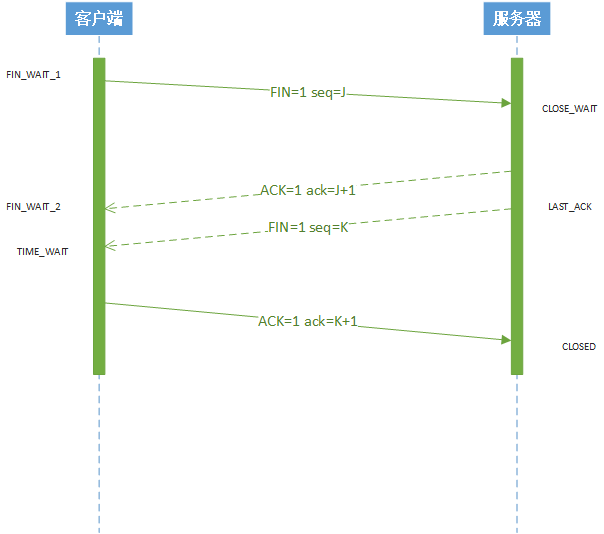 客户端
服务器
FIN_WAIT_1
FIN=1 seq=J
CLOSE_WAIT
ACK=1 ack=J+1
FIN_WAIT_2
LAST_ACK
FIN=1 seq=K
TIME_WAIT
ACK=1 ack=K+1
CLOSED